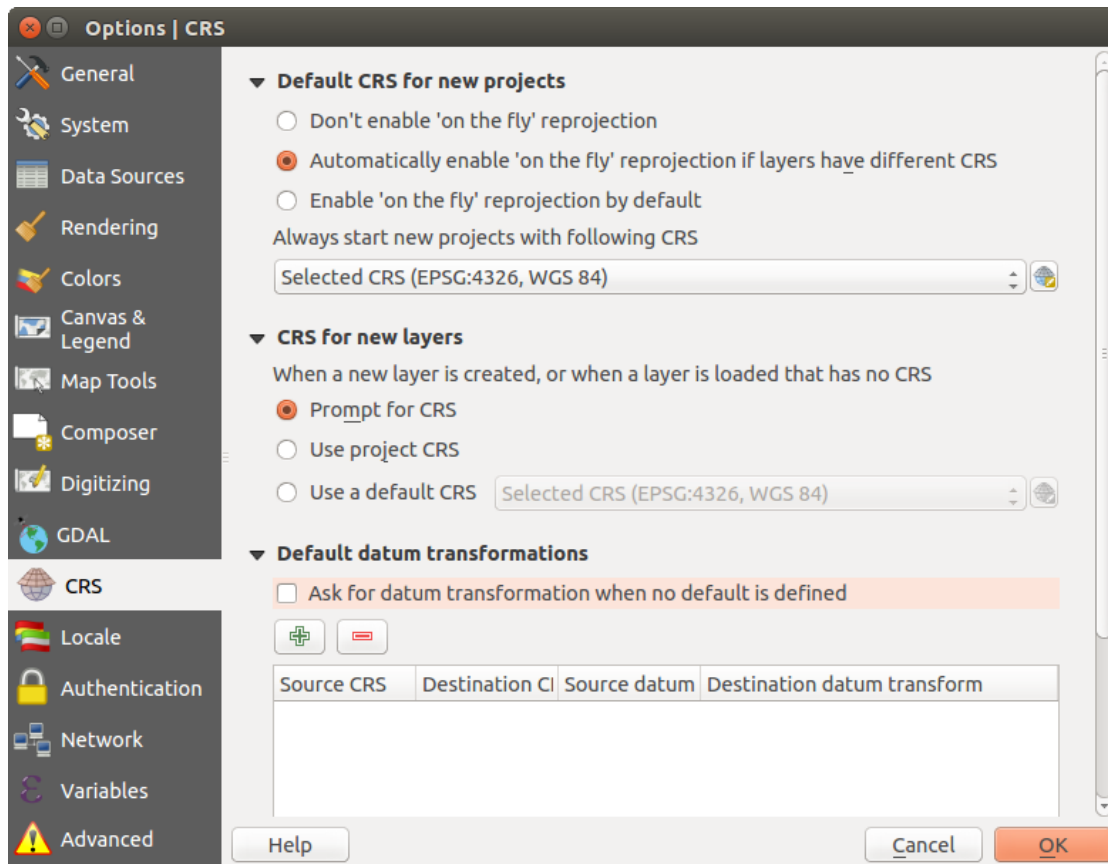 Options | CRS
General
System
Data Sources
Rendering
Colors
Canvas &
Legend
Map Tools
Composer
Digitizing
GDAL
CRS
Locale
Authentication
Network
Variables
Advanced
Default CRS for new projects
Don't enable 'on the fly' reprojection
Automatically enable 'on the fly' reprojection if layers have different CRS
Enable 'on the fly' reprojection by default
Always start new projects with following CRS
Selected CRS (EPSG:4326, WGS 84)
CRS for new layers
When a new layer is created, or when a layer is loaded that has no CRS
Prompt for CRS
Use project CRS
Use a default CRS
Selected CRS (EPSG:4326, WGS 84)
Default datum transformations
Ask for datum transformation when no default is defined
Source CRS
Destination CI
Source datum
Destination datum transform
Help
Cancel
OK